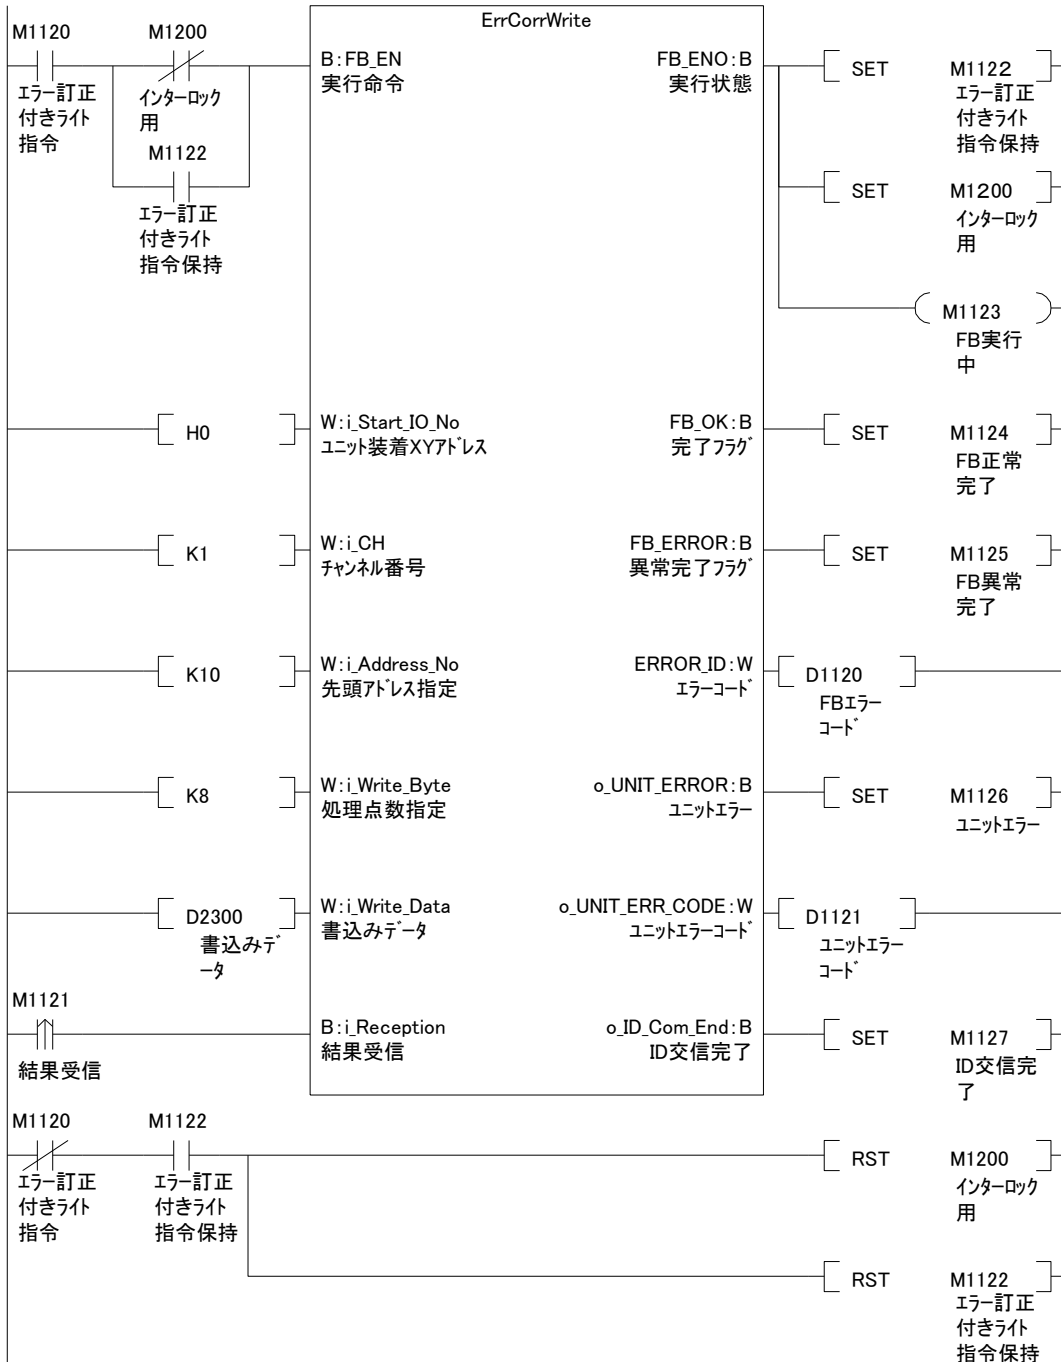 ErrCorrWrite
M1120
M1200
B:FB_EN
FB_ENO:B
SET
M1122
実行命令
実行状態
エラー訂正
付きライト
指令
インターロック
用
エラー訂正
付きライト
指令保持
M1122
エラー訂正
付きライト
指令保持
SET
M1200
インターロック
用
M1123
FB実行
中
H0
W:i_Start_IO_No
ユニット装着XYアドレス
FB_OK:B
完了フラグ
SET
M1124
FB正常
完了
K1
W:i_CH
チャンネル番号
FB_ERROR:B
異常完了フラグ
SET
M1125
FB異常
完了
K10
W:i_Address_No
先頭アドレス指定
ERROR_ID:W
エラーコード
D1120
FBエラー
コード
K8
W:i_Write_Byte
処理点数指定
o_UNIT_ERROR:B
ユニットエラー
SET
M1126
ユニットエラー
D2300
書込みデ
ータ
W:i_Write_Data
書込みデータ
o_UNIT_ERR_CODE:W
ユニットエラーコード
D1121
ユニットエラー
コード
M1121
結果受信
B:i_Reception
結果受信
o_ID_Com_End:B
ID交信完了
SET
M1127
ID交信完
了
M1120
エラー訂正
付きライト
指令
M1122
エラー訂正
付きライト
指令保持
RST
M1200
インターロック
用
RST
M1122
エラー訂正
付きライト
指令保持